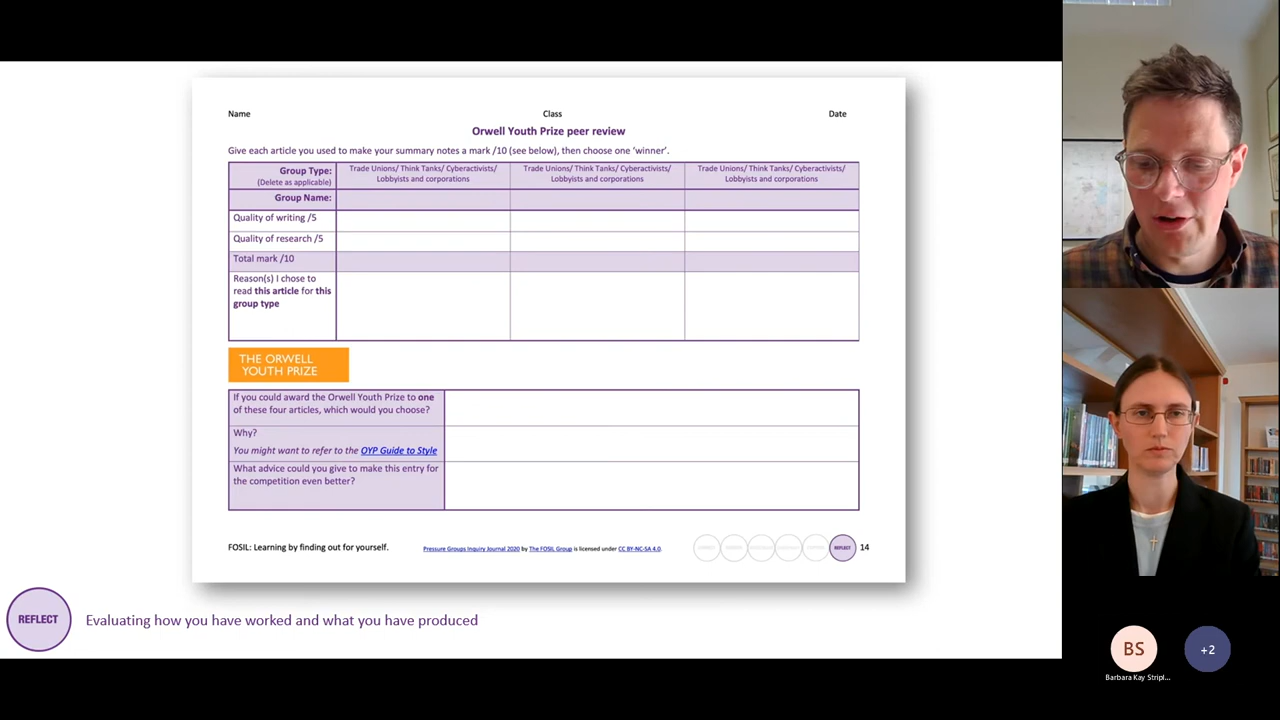 Name Class Date
Orwell Youth Prize peer review
Give each article you used to make your summary notes a mark /10 (see below), then choose one ‘winner’.
Group Type:
(Delete as applicable)
Trade Unions/ Think Tanks/ Cyberactivists/
Lobbyists and corporations
Trade Unions/ Think Tanks/ Cyberactivists/
Lobbyists and corporations
Trade Unions/ Think Tanks/ Cyberactivists/
Lobbyists and corporations
Group Name:
Quality of writing /5
Quality of research /5
Total mark /10
Reason(s) I chose to
read this article for this
group type
THE ORWELL
YOUTH PRIZE
If you could award the Orwell Youth Prize to one
of these four articles, which would you choose?
Why?
You might want to refer to the OYP Guide to Style
What advice could you give to make this entry for
the competition even better?
FOSIL: Learning by finding out for yourself.
Pressure Groups Inquiry Journal 2020 by The FOSIL Group is licensed under CC BY-NC-SA 4.0.
REFLECT
14
REFLECT
Evaluating how you have worked and what you have produced
BS
+2
Barbara Kay Stripl...